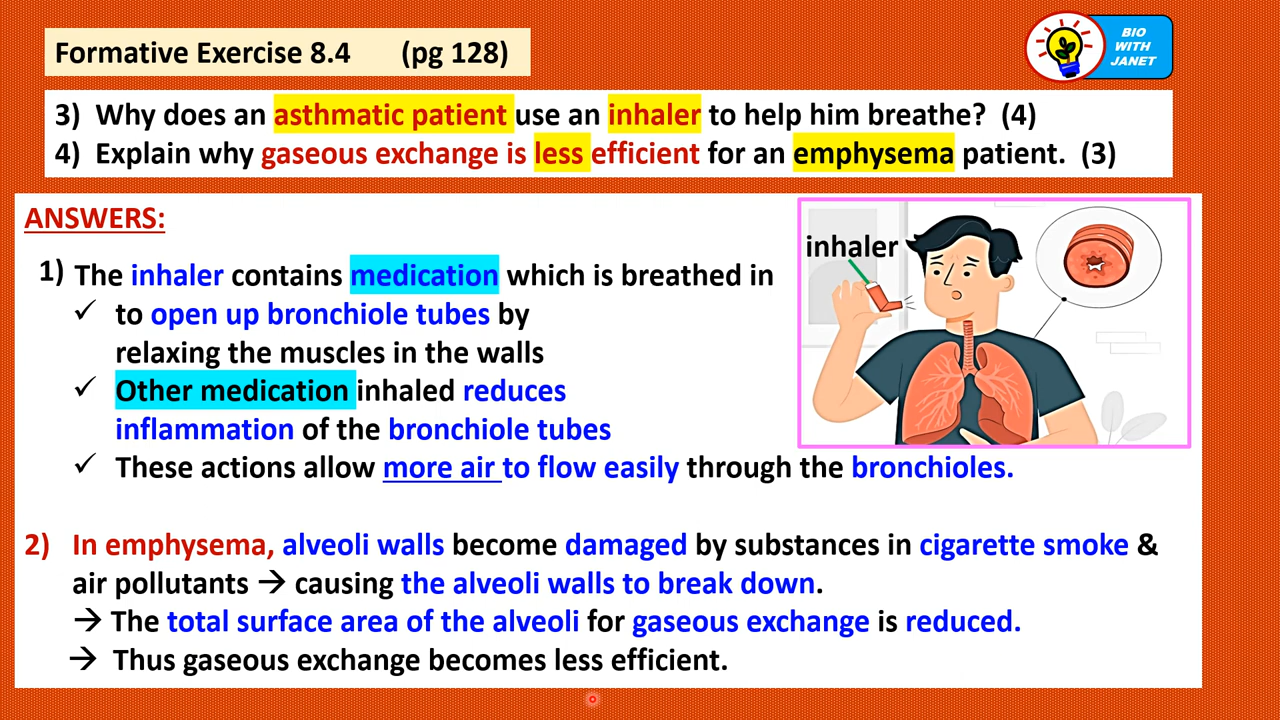 Formative Exercise 8.4 (pg 128)
BIO
WITH
JANET
3) Why does an asthmatic patient use an inhaler to help him breathe? (4)
4) Explain why gaseous exchange is less efficient for an emphysema patient. (3)
ANSWERS:
inhaler
1) The inhaler contains medication which is breathed in
✓ to open up bronchiole tubes by
relaxing the muscles in the walls
✓ Other medication inhaled reduces
inflammation of the bronchiole tubes
✓ These actions allow more air to flow easily through the bronchioles.
2) In emphysema, alveoli walls become damaged by substances in cigarette smoke &
air pollutants → causing the alveoli walls to break down.
→ The total surface area of the alveoli for gaseous exchange is reduced.
→ Thus gaseous exchange becomes less efficient.